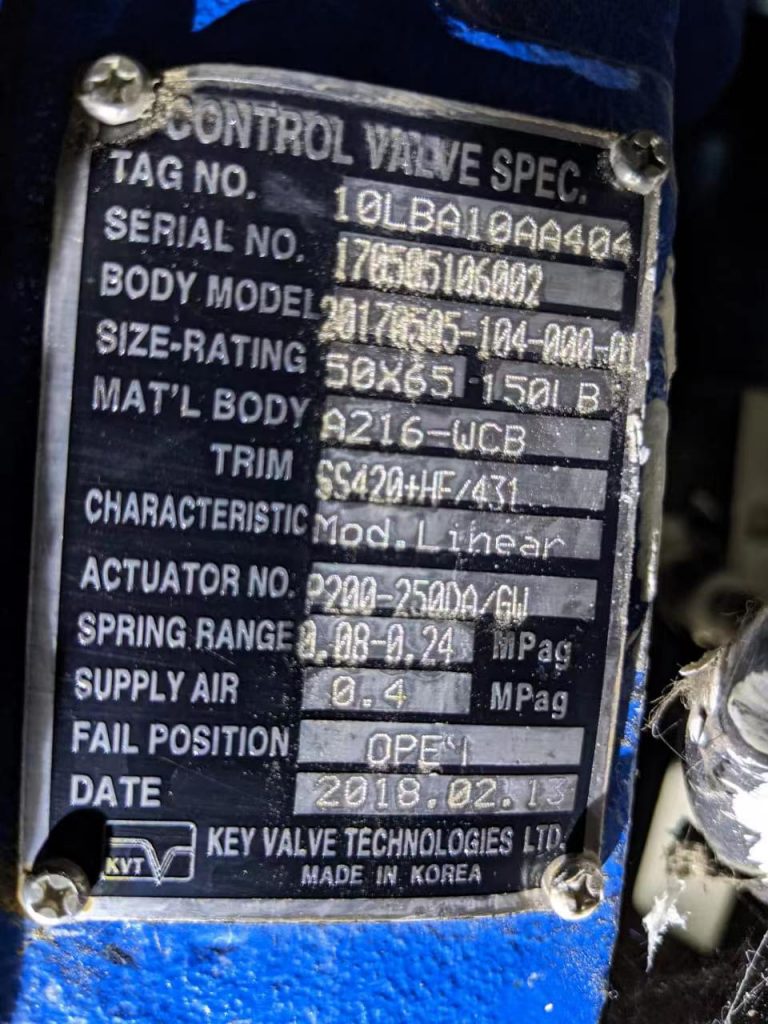 CONTROL VALVE SPEC.
TAG NO. 10LBA10AA404
SERIAL NO. 170505106002
BODY MODEL 20170505-104-000-01
SIZE-RATING 50X65 - 150LB
MAT'L BODY A216-WCB
TRIM SS420+HF/431
CHARACTERISTIC Mod.Linear
ACTUATOR NO. P200-250DA/GW
SPRING RANGE 0.08-0.24 MPag
SUPPLY AIR 0.4 MPag
FAIL POSITION OPEN
DATE 2018.02.13
KVT KEY VALVE TECHNOLOGIES LTD.
MADE IN KOREA